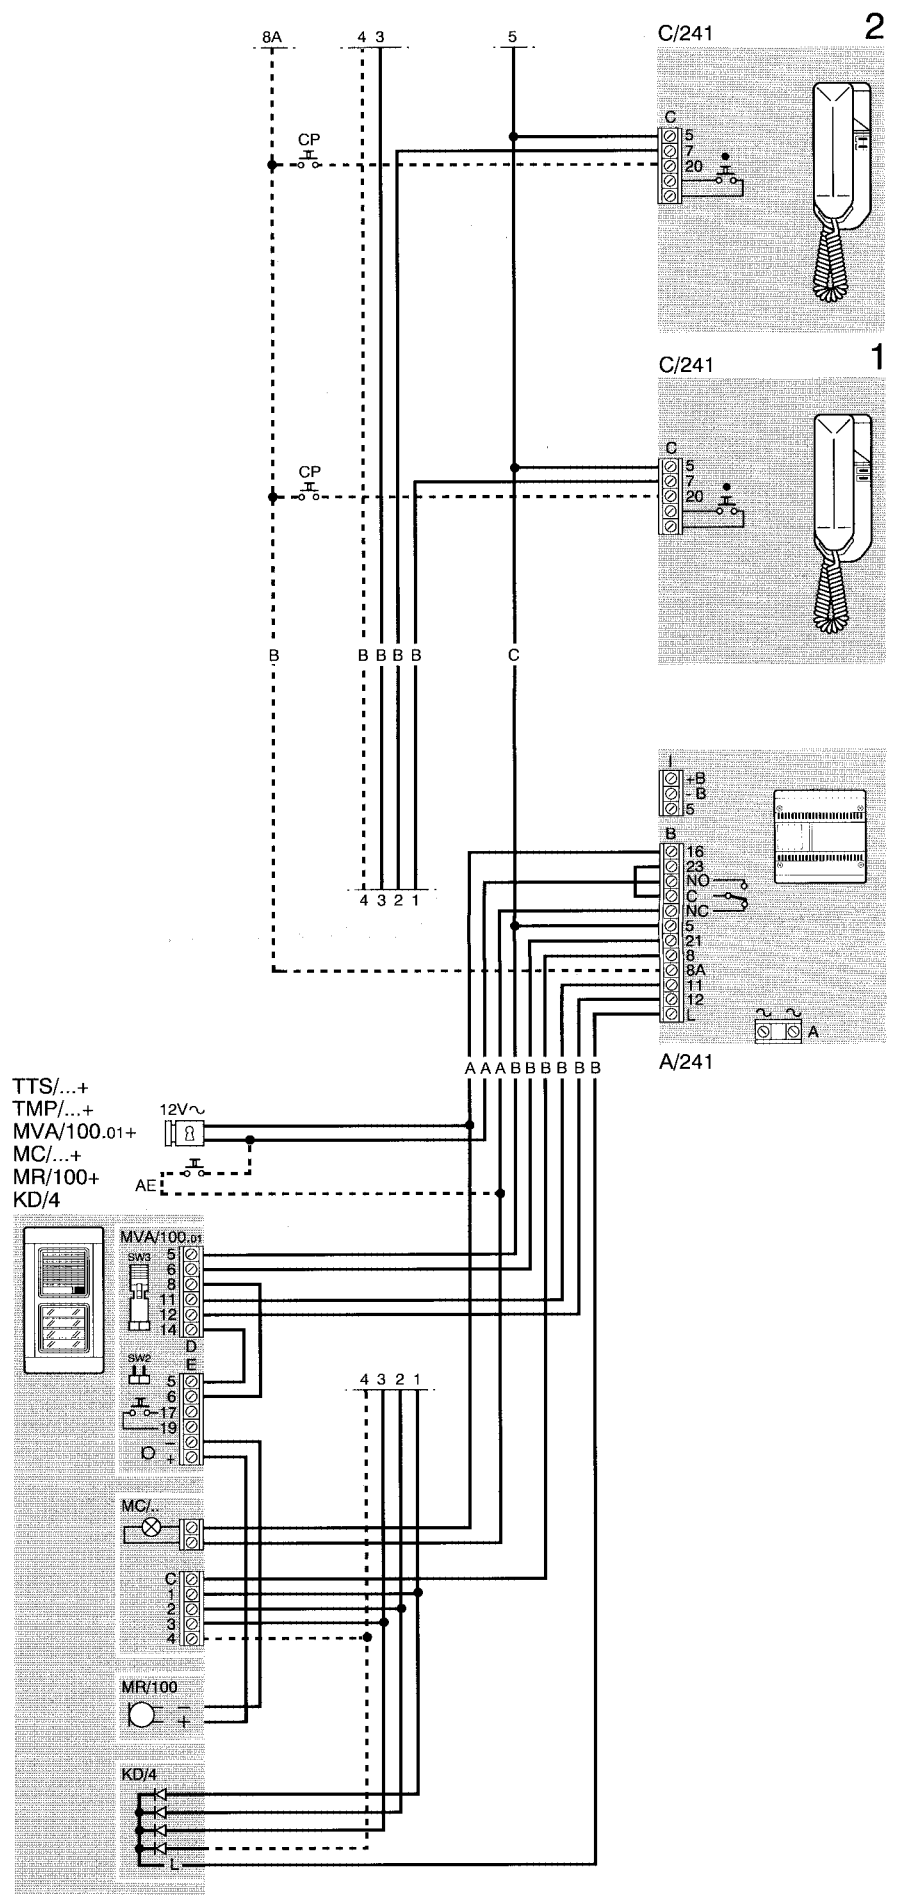 8A 4 3 5
C/241 2
CP
C
5
7
20
C/241 1
CP
C
5
7
20
B B B B B C
I
+B
- B
5
B
16
23
NO
C
NC
5
21
8
8A
11
12
L
4 3 2 1
A
A/241
A A A B B B B B B
TTS/...+
TMP/...+
MVA/100.01+
MC/...+
MR/100+
KD/4
12V~
AE
MVA/100.01
SW3
5
6
8
11
12
14
D
SW2
E
5
6
17
19
–
+
4 3 2 1
MC/..
C
1
2
3
4
MR/100
–
+
KD/4
L